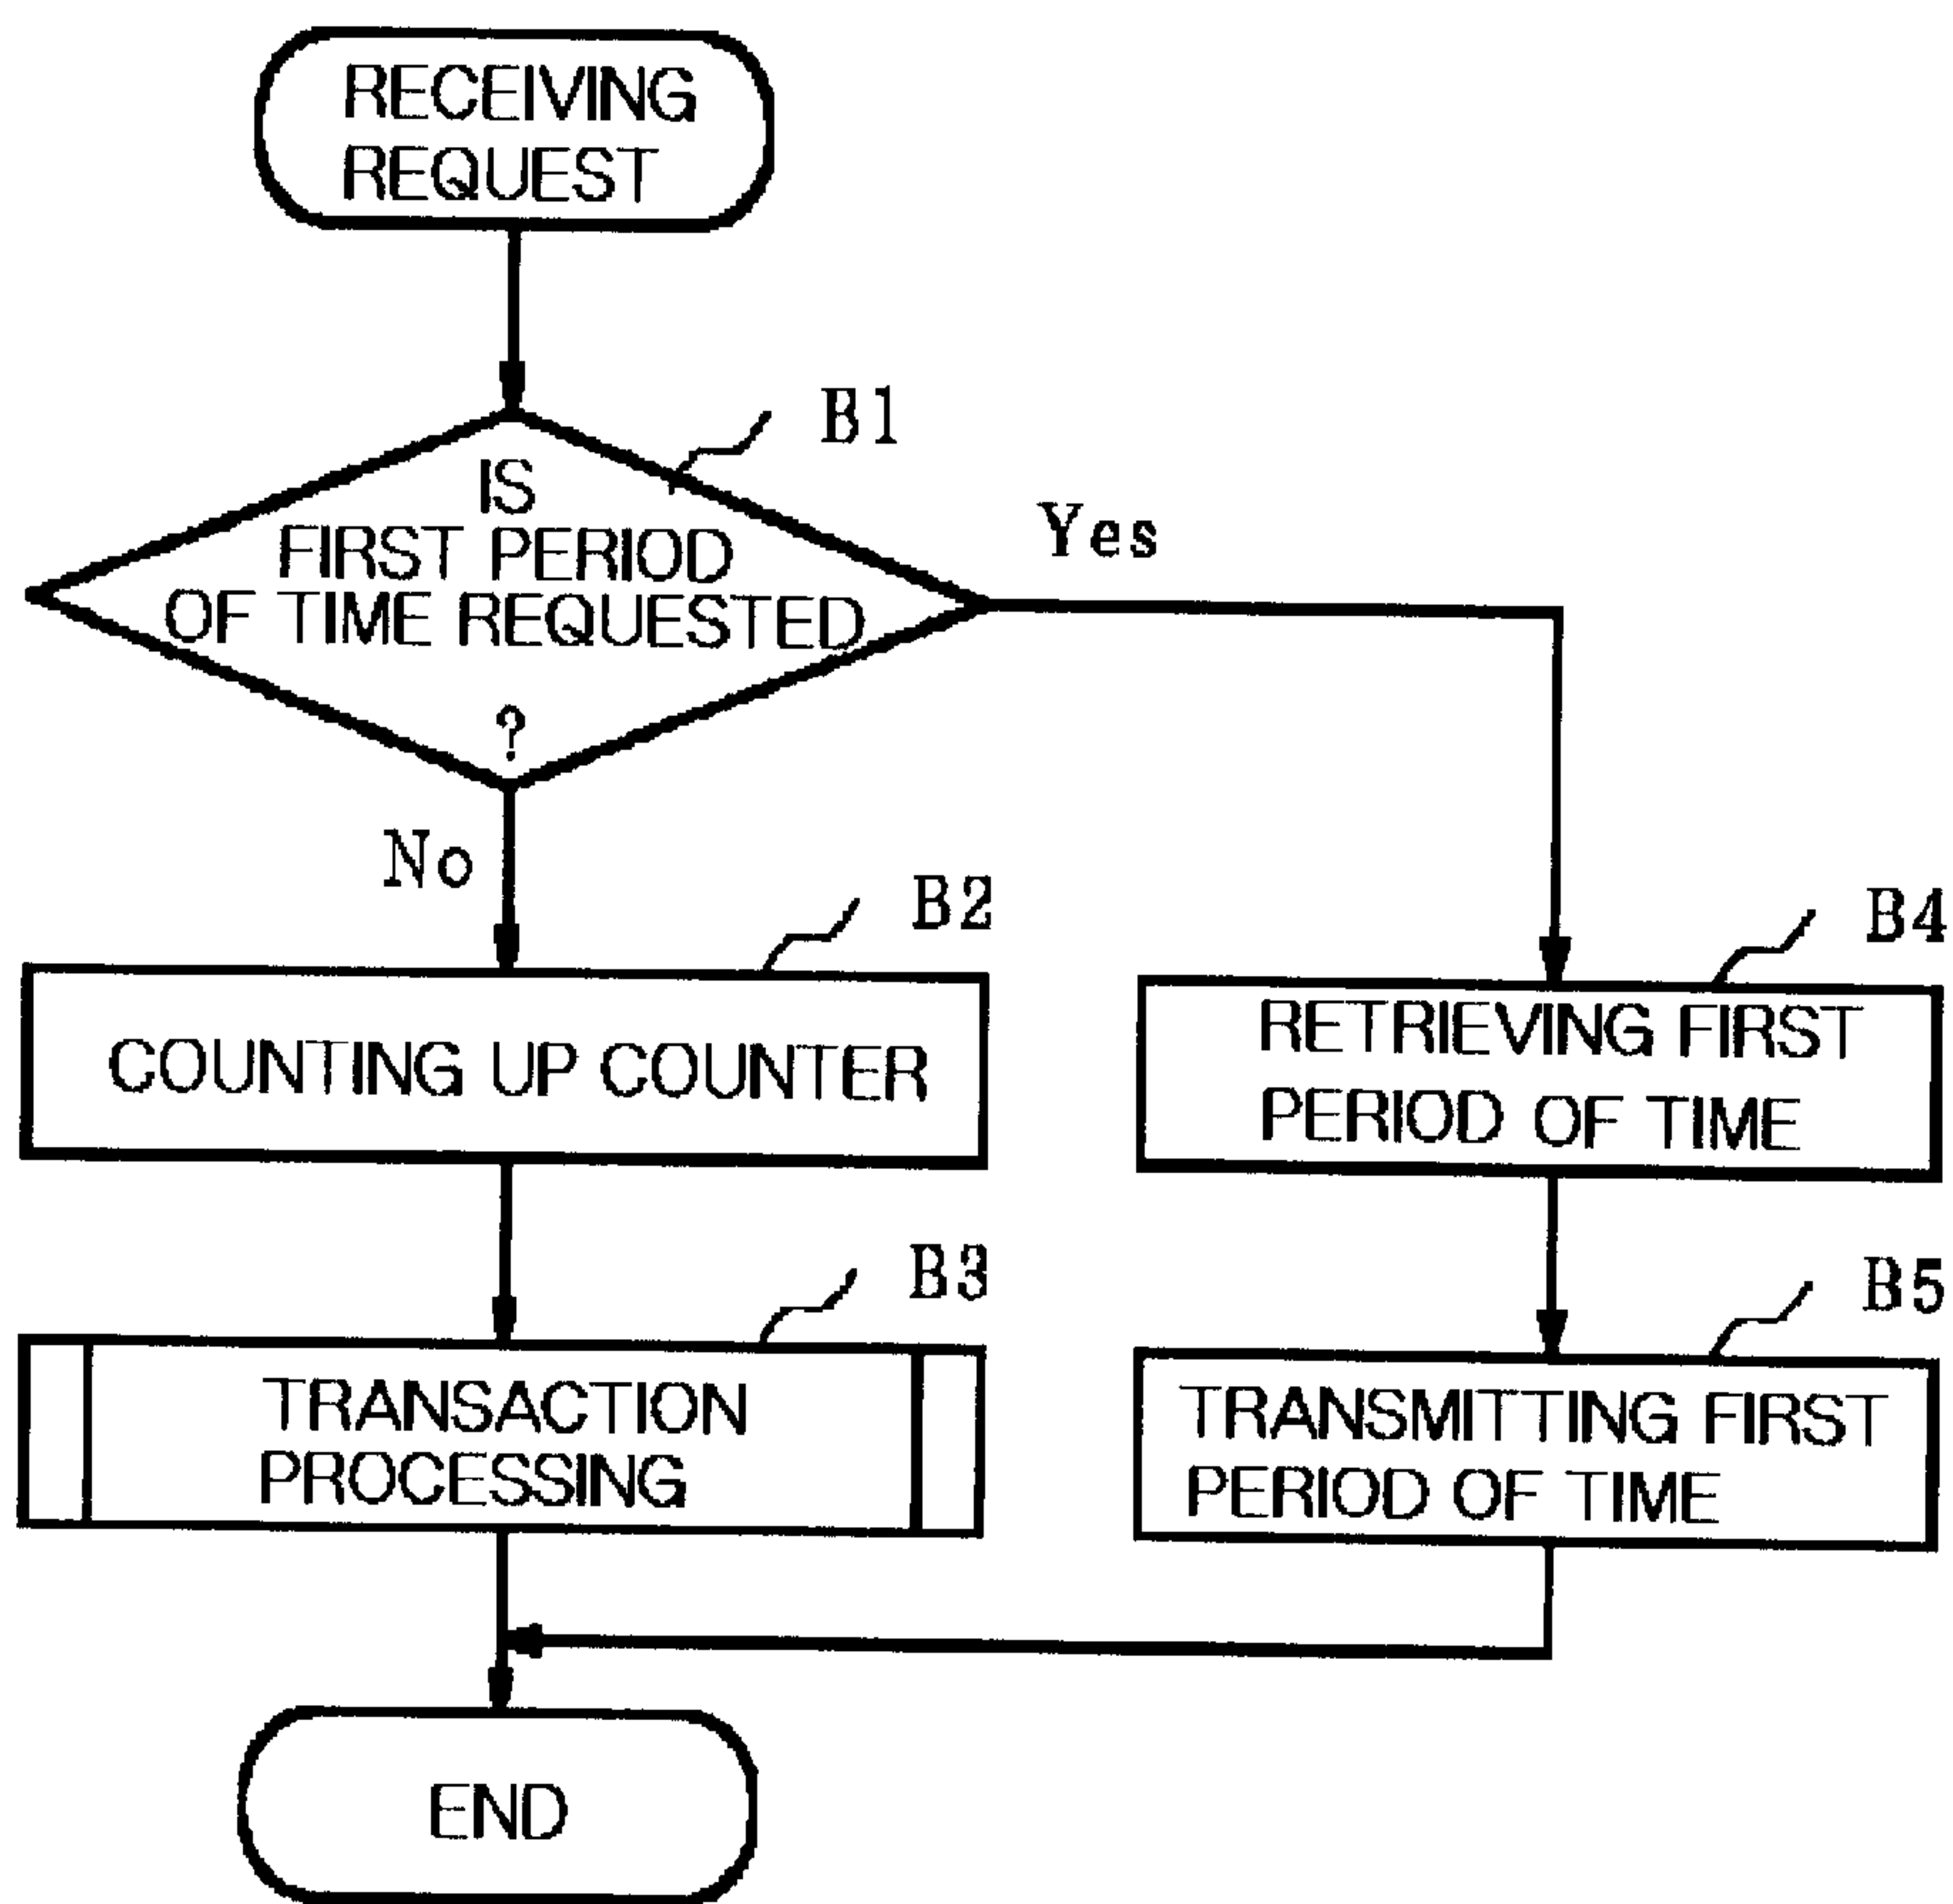 RECEIVING
REQUEST
B1
IS
FIRST PERIOD
OF TIME REQUESTED
?
Yes
No
B2
COUNTING UP COUNTER
B4
RETRIEVING FIRST
PERIOD OF TIME
B3
TRANSACTION
PROCESSING
B5
TRANSMITTING FIRST
PERIOD OF TIME
END